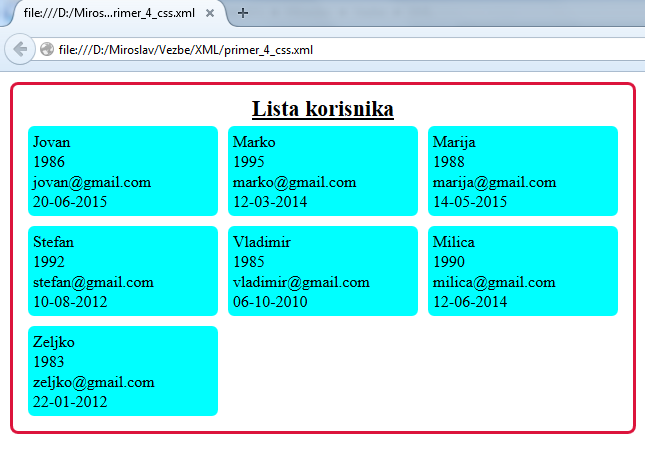 file:///D:/Miros...rimer_4_css.xml
file:///D:/Miroslav/Vezbe/XML/primer_4_css.xml
Lista korisnika
Jovan
1986
jovan@gmail.com
20-06-2015
Marko
1995
marko@gmail.com
12-03-2014
Marija
1988
marija@gmail.com
14-05-2015
Stefan
1992
stefan@gmail.com
10-08-2012
Vladimir
1985
vladimir@gmail.com
06-10-2010
Milica
1990
milica@gmail.com
12-06-2014
Zeljko
1983
zeljko@gmail.com
22-01-2012